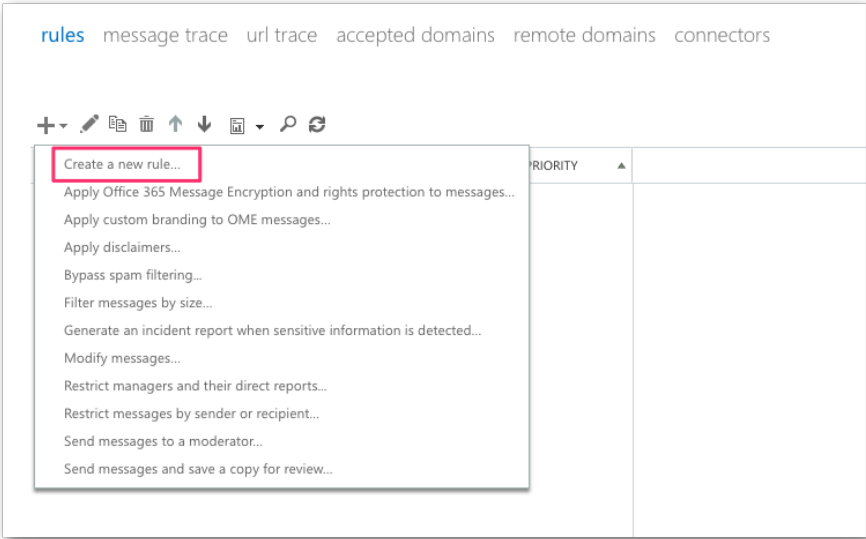 rules message trace url trace accepted domains remote domains connectors
Create a new rule...
PRIORITY
Apply Office 365 Message Encryption and rights protection to messages...
Apply custom branding to OME messages...
Apply disclaimers...
Bypass spam filtering...
Filter messages by size...
Generate an incident report when sensitive information is detected...
Modify messages...
Restrict managers and their direct reports...
Restrict messages by sender or recipient...
Send messages to a moderator...
Send messages and save a copy for review...